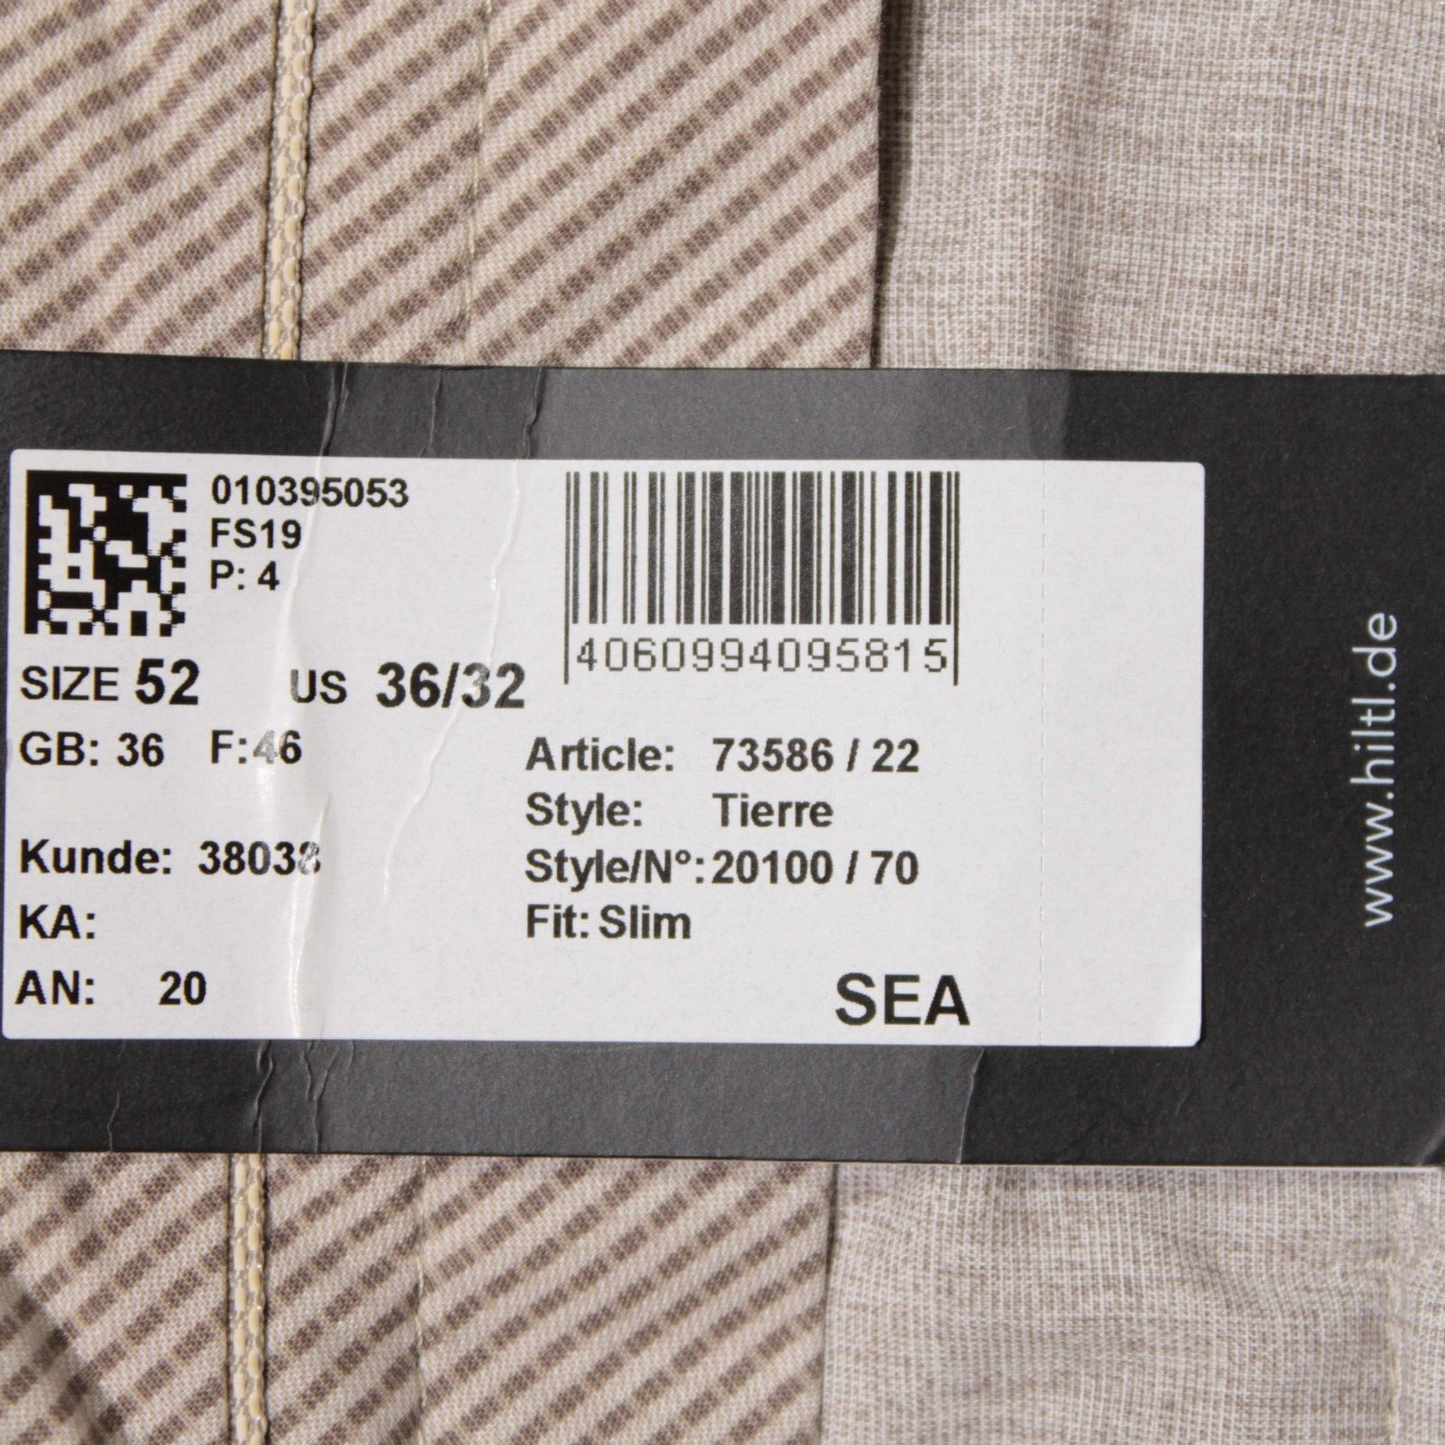 010395053
FS19
P: 4
4060994095815
SIZE 52 US 36/32
GB: 36 F:46
Article: 73586 / 22
Style: Tierre
Kunde: 38038
Style/N°: 20100 / 70
KA:
Fit: Slim
AN: 20
SEA
www.hiltl.de